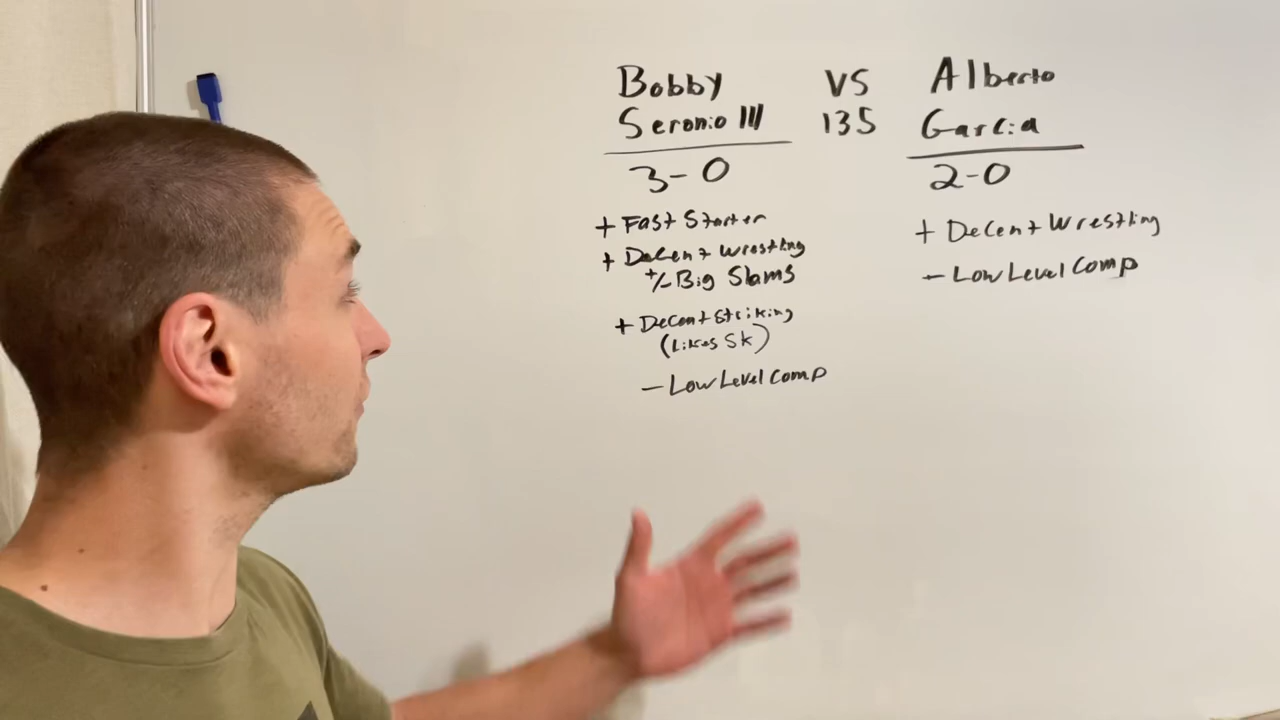 Bobby VS Alberto
Seronio III 135 Garcia
3-0 2-0
+ Fast Starter
+ Decent Wrestling
+/- Big Slams
+ Decent Striking
(Likes SK)
- Low Level Comp
+ Decent Wrestling
- Low Level Comp